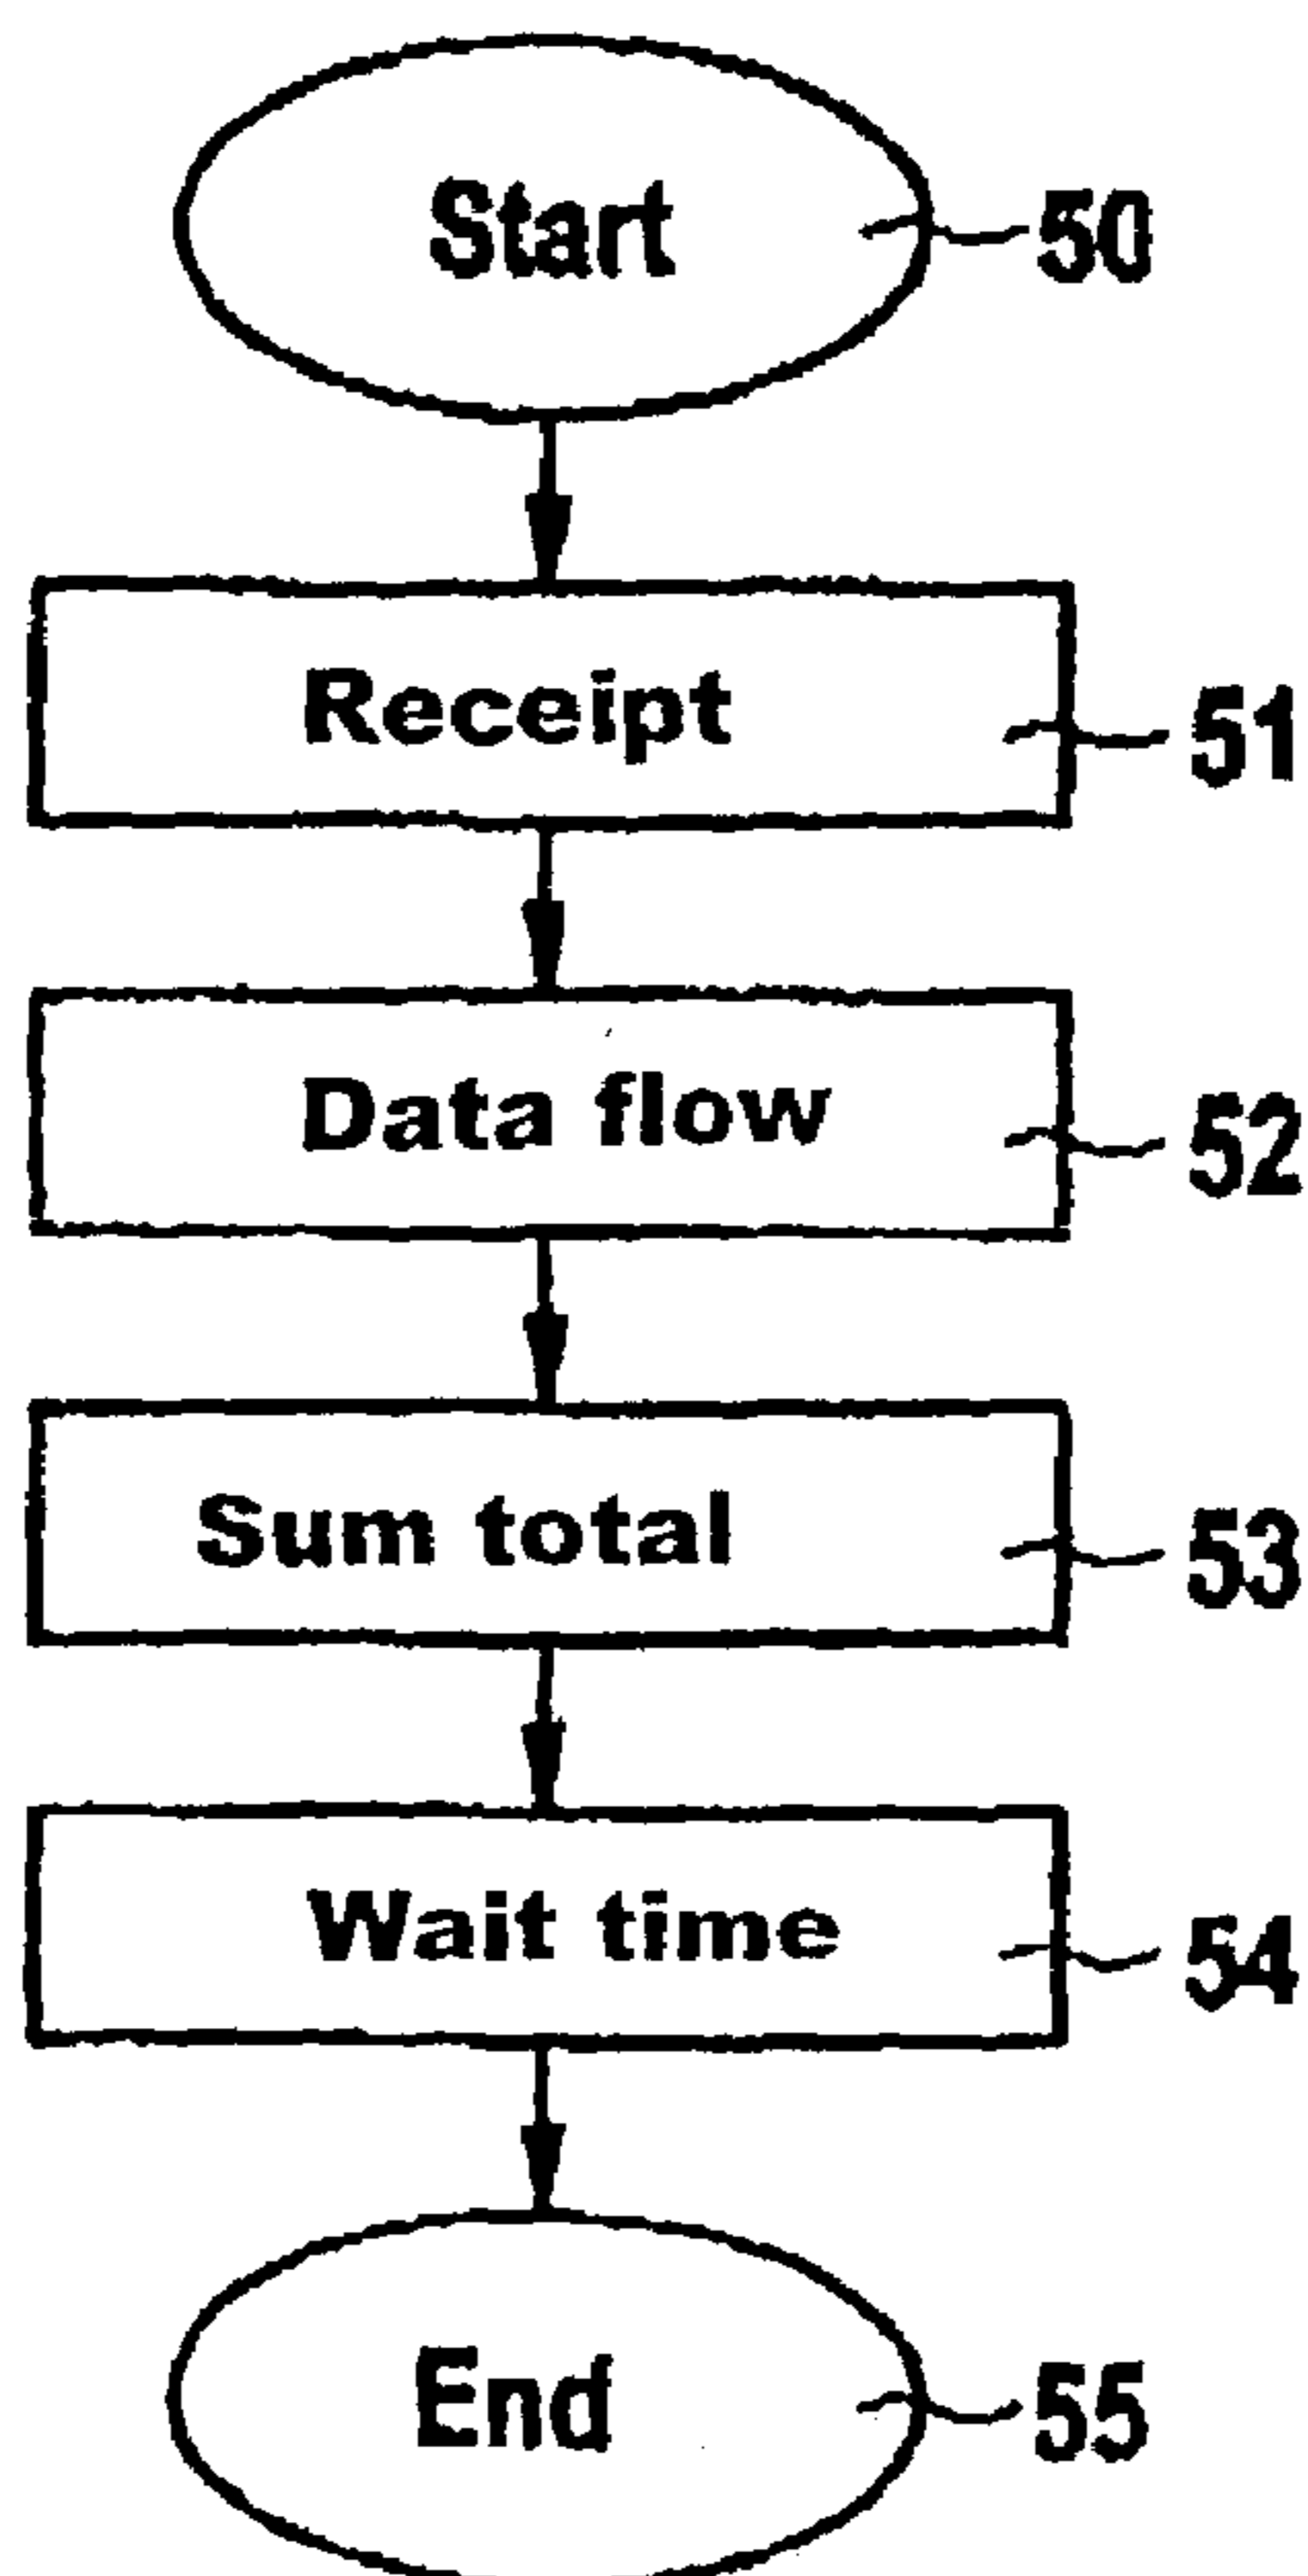 Start 50
Receipt 51
Data flow 52
Sum total 53
Wait time 54
End 55